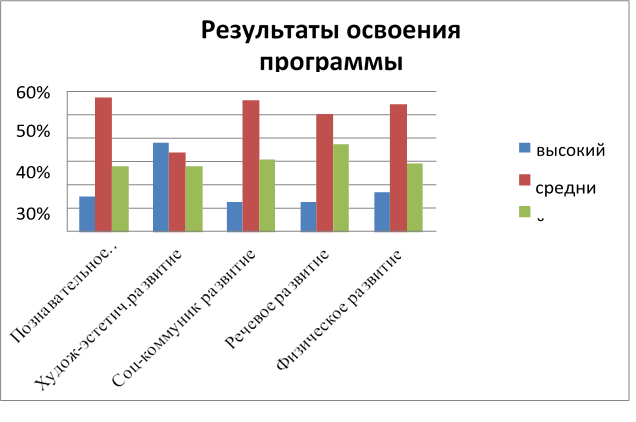 Результаты освоения
программы
60%
50%
40%
30%
высокий
средни
Познавательное..
Худож-эстетич.развитие
Соц-коммуник развитие
Речевое развитие
Физическое развитие